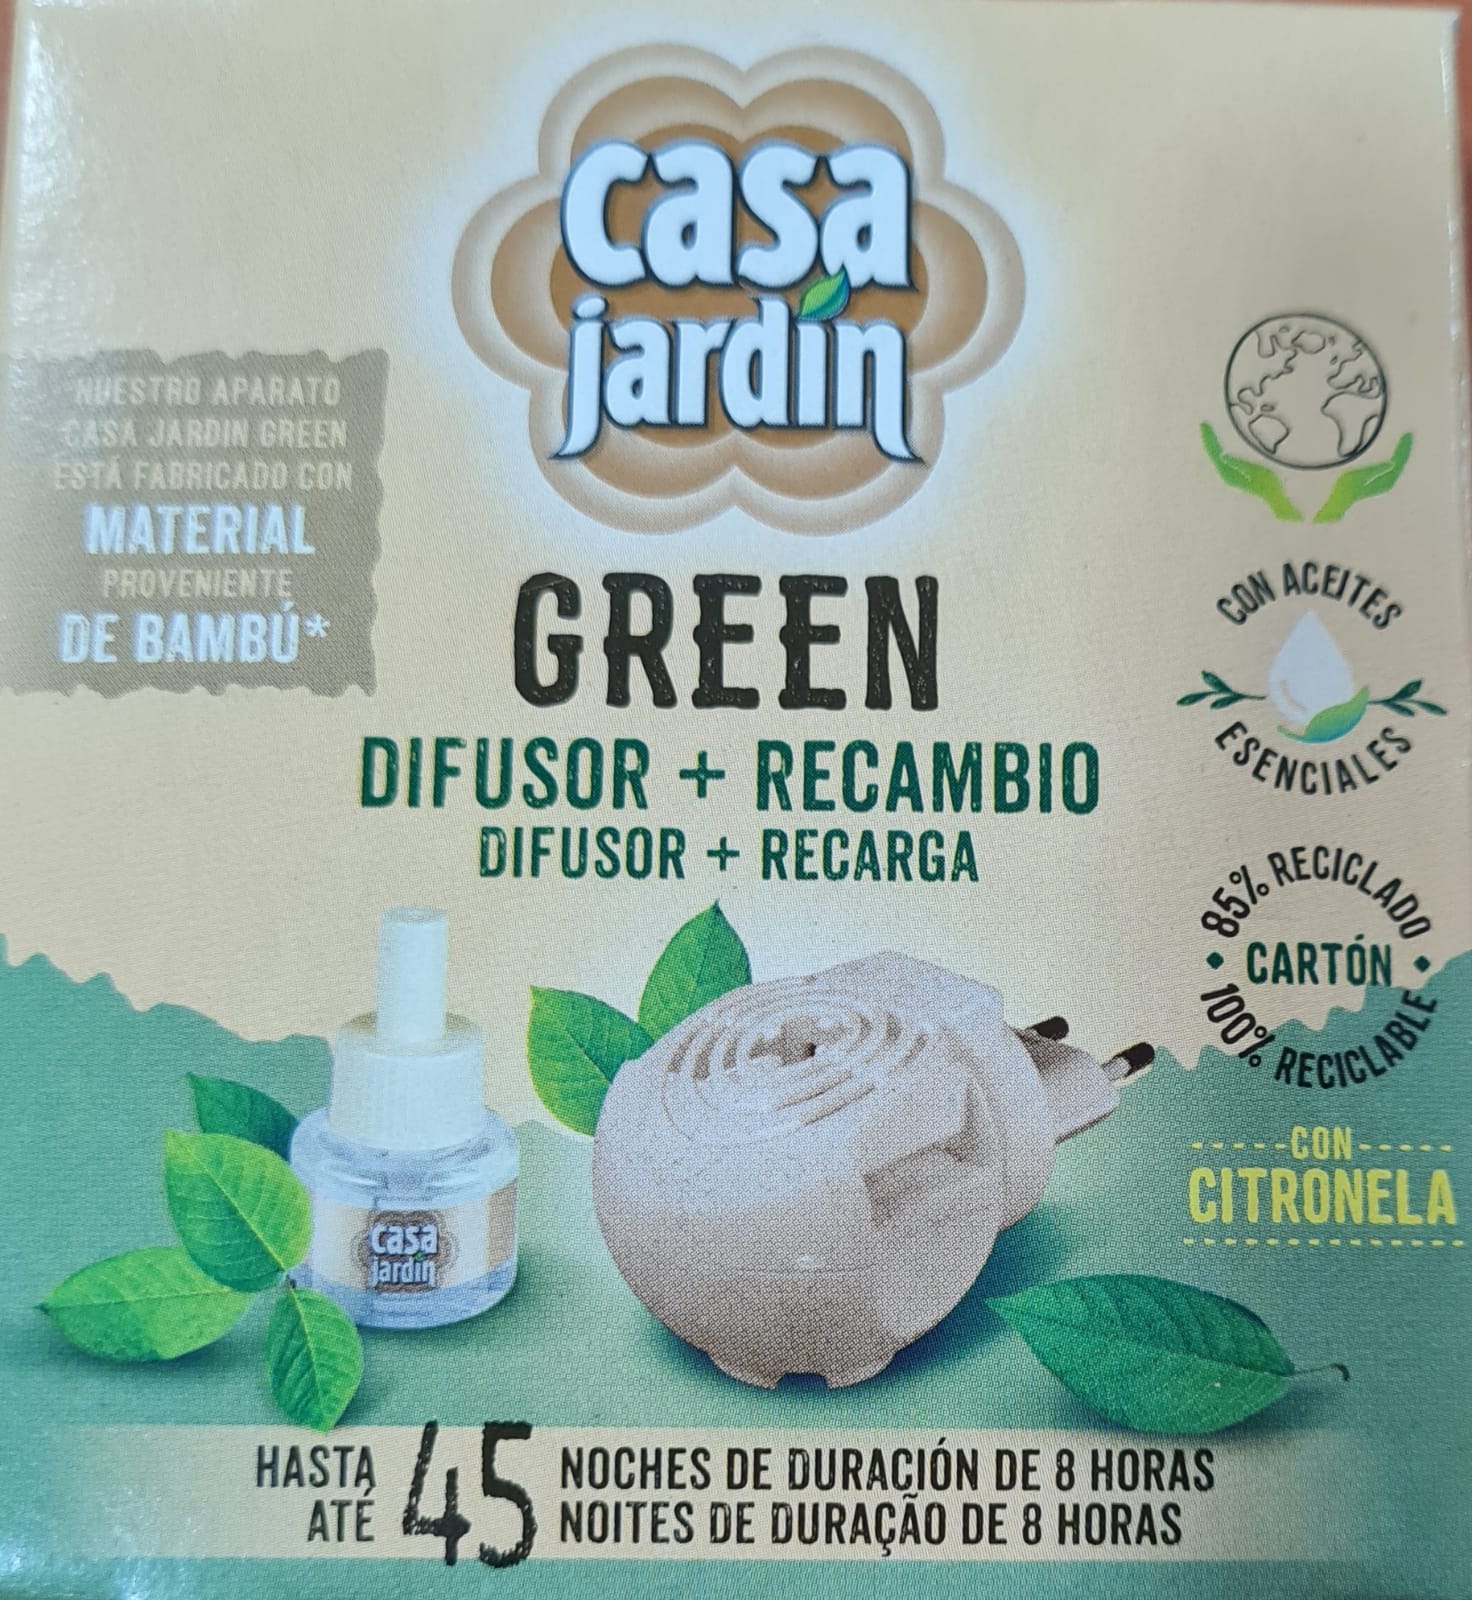 casa
jardín
NUESTRO APARATO
CASA JARDIN GREEN
ESTÁ FABRICADO CON
MATERIAL
PROVENIENTE
DE BAMBÚ*
GREEN
DIFUSOR + RECAMBIO
DIFUSOR + RECARGA
CON ACEITES
ESENCIALES
85% RECICLADO
CARTÓN
100% RECICLABLE
CON
CITRONELA
casa
jardín
HASTA 45 NOCHES DE DURACIÓN DE 8 HORAS
ATÉ NOITES DE DURAÇÃO DE 8 HORAS